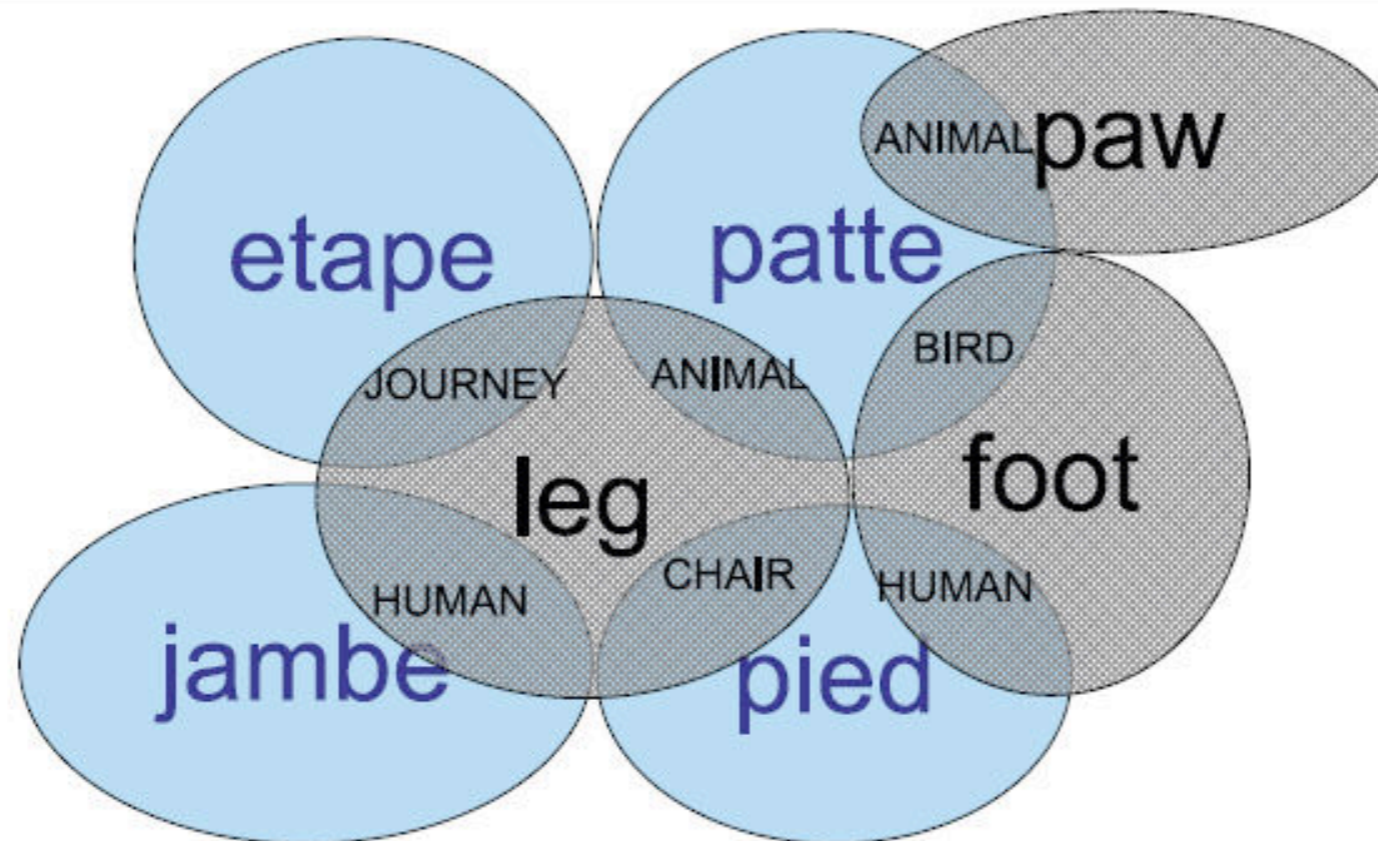 ANIMAL paw
etape patte
BIRD
JOURNEY ANIMAL
leg foot
HUMAN CHAIR HUMAN
jambe pied